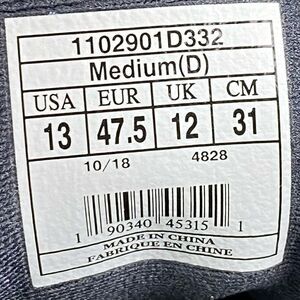 1102901D332
Medium(D)
USA EUR UK CM
13 47.5 12 31
10/18 4828
1 90340 45315 1
MADE IN CHINA
FABRIQUE EN CHINE